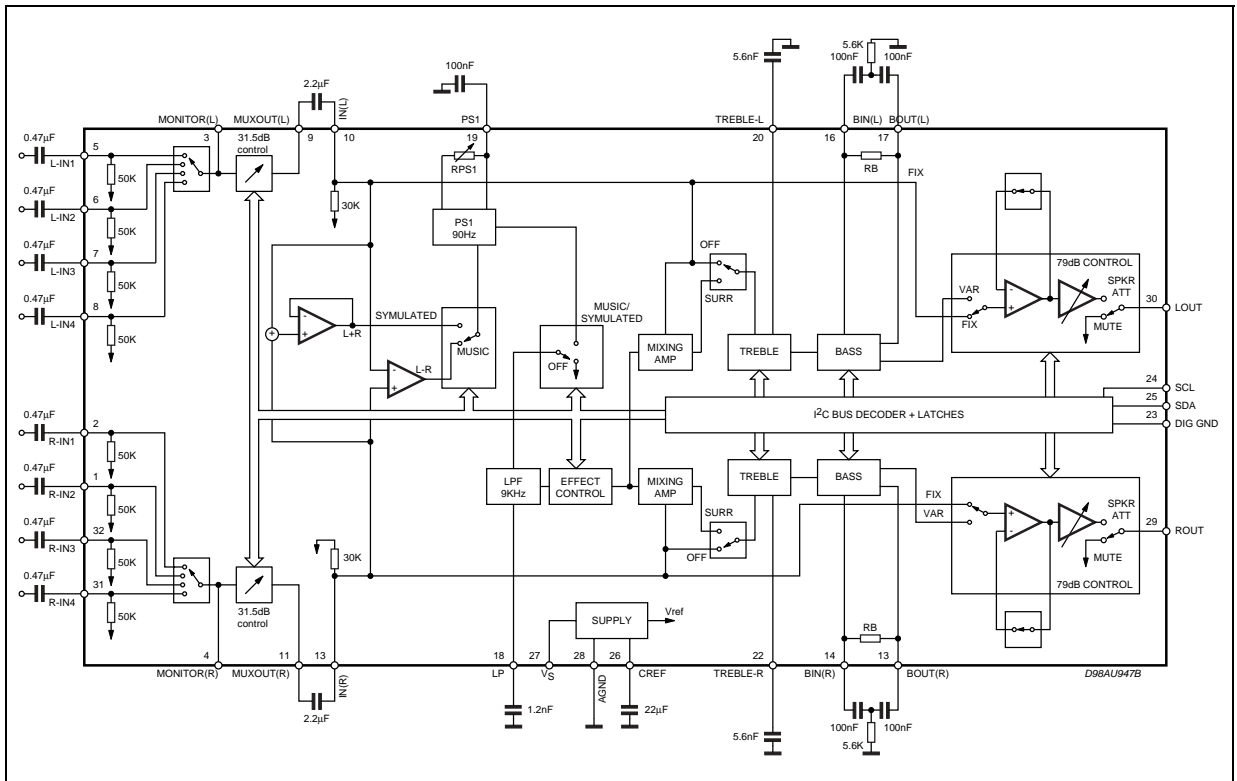 5.6K
100nF 100nF
5.6nF
100nF
2.2µF
IN(L)
MONITOR(L) MUXOUT(L) PS1 TREBLE-L BIN(L) BOUT(L)
3 9 10 19 20 16 17
0.47µF
5
L-IN1
50K
31.5dB
control
RPS1
RB
FIX
0.47µF
6
L-IN2
50K
30K
PS1
90Hz
0.47µF
7
L-IN3
50K
OFF
SURR
79dB CONTROL
0.47µF
8
L-IN4
50K
SYMULATED
L+R
MUSIC
MUSIC/
SYMULATED
OFF
MIXING
AMP
TREBLE
BASS
VAR
FIX
-
+
SPKR
ATT
MUTE
30
LOUT
-
+
+
L-R
-
+
24
SCL
25
SDA
23
DIG GND
I2C BUS DECODER + LATCHES
0.47µF
2
R-IN1
50K
0.47µF
1
R-IN2
50K
LPF
9KHz
EFFECT
CONTROL
MIXING
AMP
TREBLE
BASS
FIX
VAR
+
-
SPKR
ATT
MUTE
29
ROUT
0.47µF
32
R-IN3
50K
30K
SURR
OFF
79dB CONTROL
0.47µF
31
R-IN4
50K
31.5dB
control
SUPPLY
Vref
RB
4 11 13 18 27 28 26 22 14 13
MONITOR(R) MUXOUT(R) IN(R) LP VS AGND CREF TREBLE-R BIN(R) BOUT(R)
D98AU947B
2.2µF
1.2nF
22µF
5.6nF
100nF 100nF
5.6K